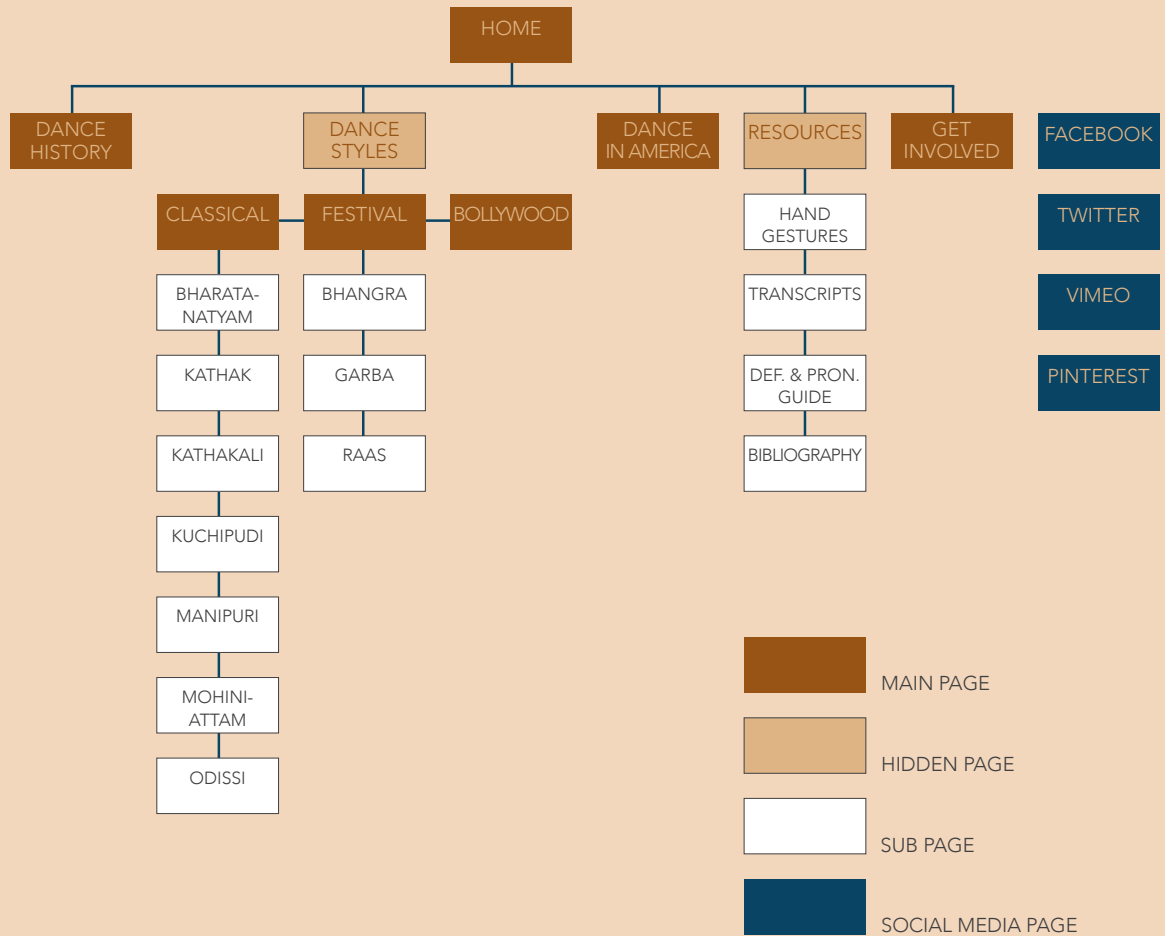 HOME
DANCE
HISTORY
DANCE
STYLES
DANCE
IN AMERICA
RESOURCES
GET
INVOLVED
FACEBOOK
CLASSICAL
FESTIVAL
BOLLYWOOD
HAND
GESTURES
TWITTER
BHARATA-
NATYAM
BHANGRA
TRANSCRIPTS
VIMEO
KATHAK
GARBA
DEF. & PRON.
GUIDE
PINTEREST
KATHAKALI
RAAS
BIBLIOGRAPHY
KUCHIPUDI
MANIPURI
MOHINI-
ATTAM
ODISSI
MAIN PAGE
HIDDEN PAGE
SUB PAGE
SOCIAL MEDIA PAGE